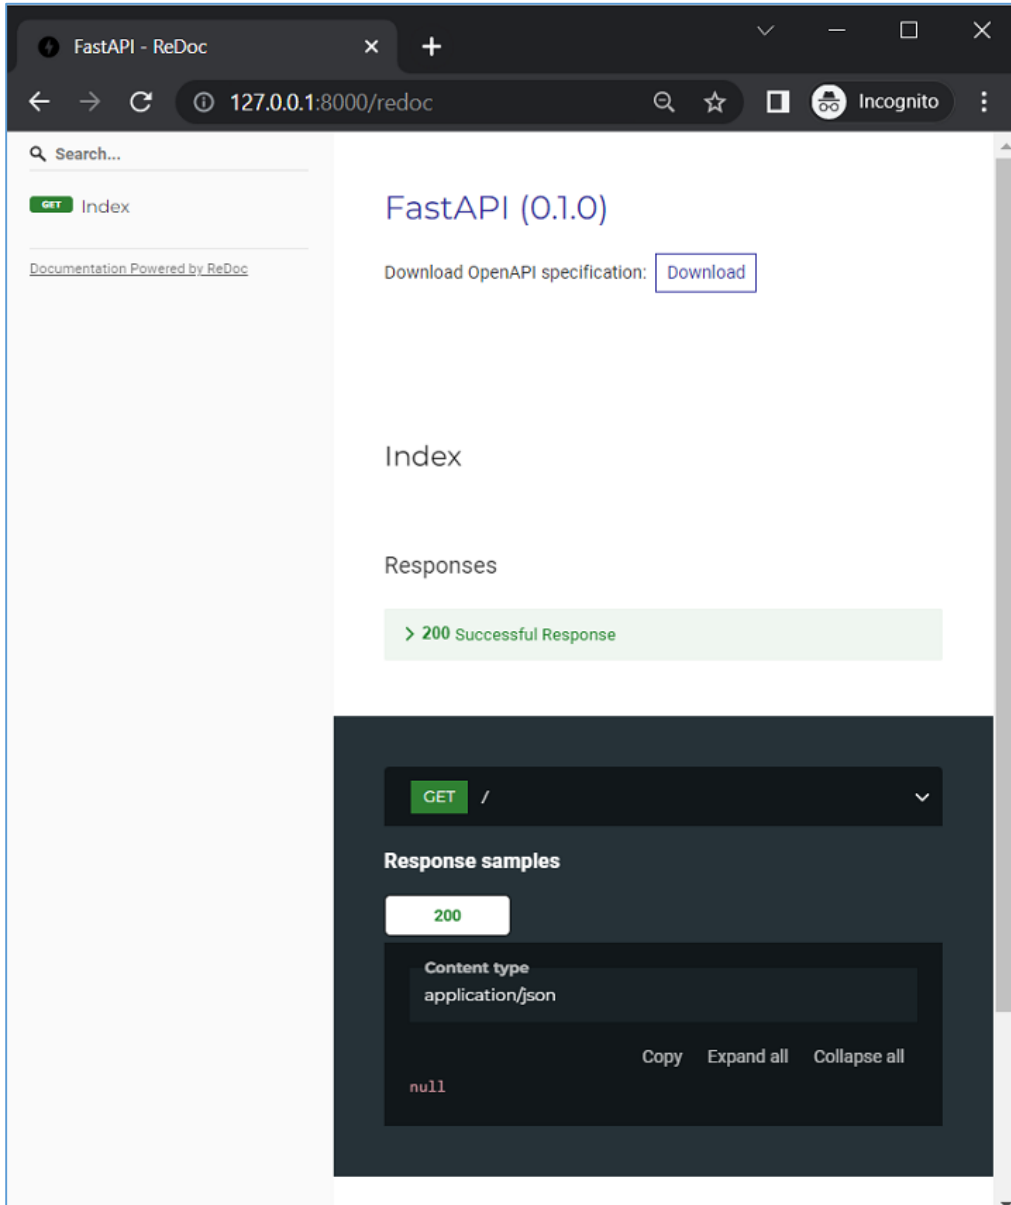 FastAPI - ReDoc
127.0.0.1:8000/redoc
Incognito
Search...
GET Index
Documentation Powered by ReDoc
FastAPI (0.1.0)
Download OpenAPI specification: Download
Index
Responses
200 Successful Response
GET /
Response samples
200
Content type
application/json
Copy Expand all Collapse all
null